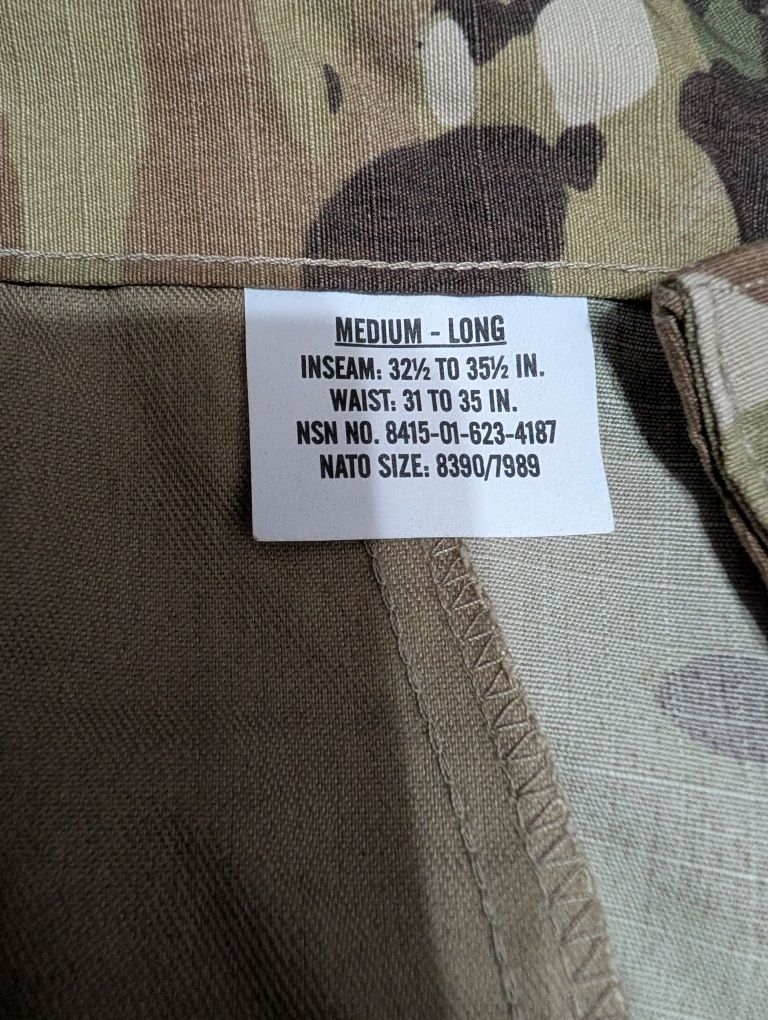 MEDIUM - LONG
INSEAM: 32½ TO 35½ IN.
WAIST: 31 TO 35 IN.
NSN NO. 8415-01-623-4187
NATO SIZE: 8390/7989